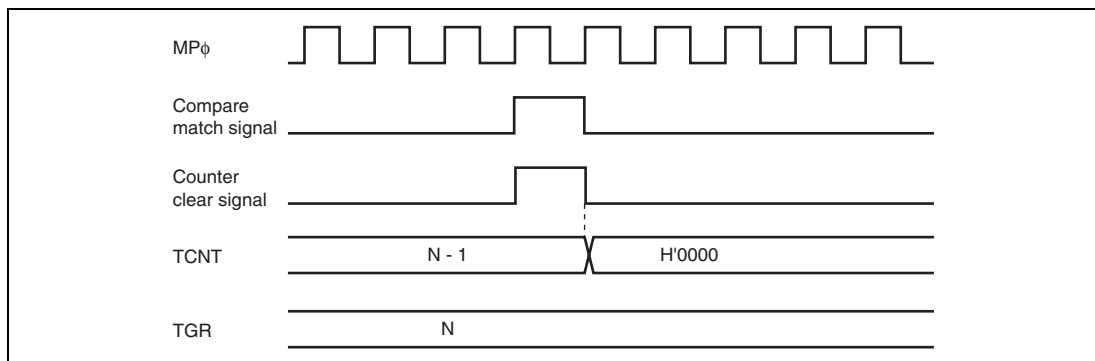 MPϕ
Compare
match signal
Counter
clear signal
TCNT
N - 1
H'0000
TGR
N